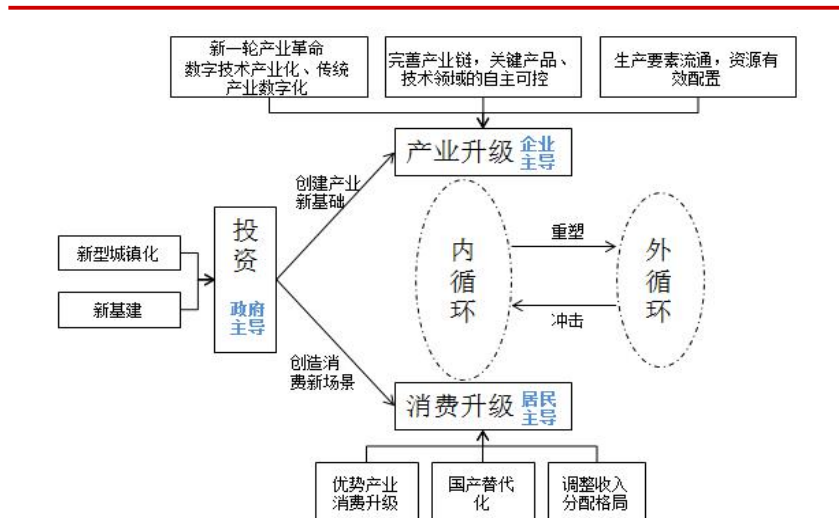 新一轮产业革命
数字技术产业化、传统
产业数字化
完善产业链，关键产品、
技术领域的自主可控
生产要素流通，资源有
效配置
产业升级
企业
主导
创建产业
新基础
投
资
政府
主导
新型城镇化
新基建
内
循
环
重塑
冲击
外
循
环
创造消
费新场景
消费升级
居民
主导
优势产业
消费升级
国产替代
化
调整收入
分配格局